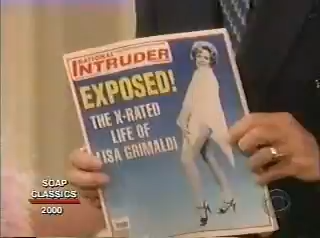 NATIONAL
INTRUDER
EXPOSED!
THE X-RATED
LIFE OF
LISA GRIMALDI
SOAP
CLASSICS
2000